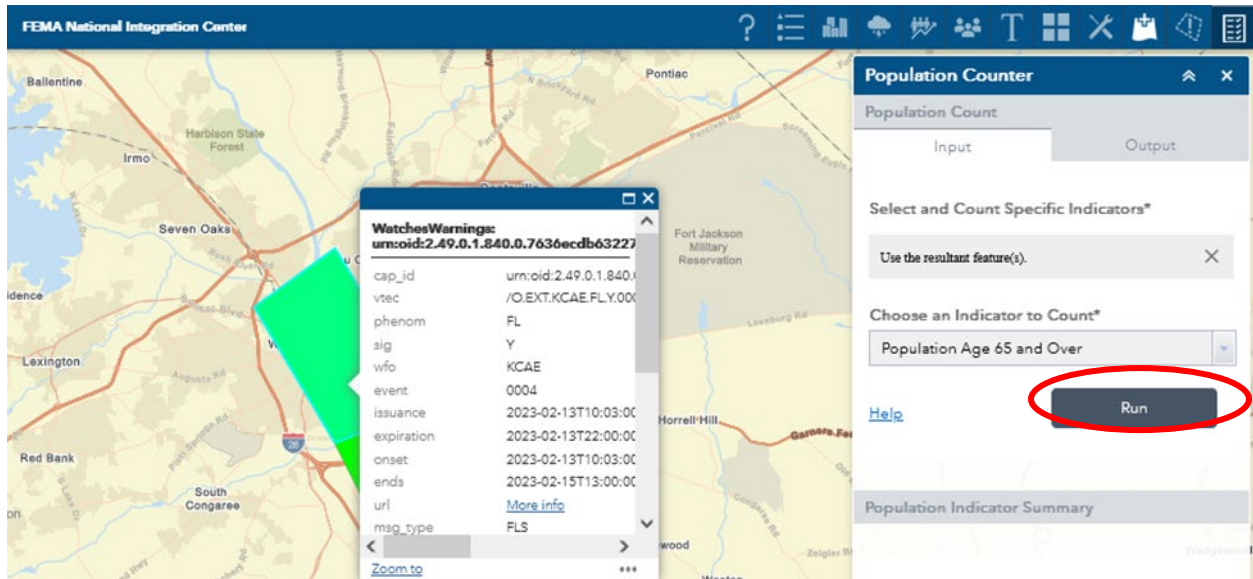 FEMA National Integration Center
?
T
Ballentine
Pontiac
Harbison State
Forest
Irmo
Seven Oaks
Fort Jackson
Military
Reservation
Leesburg Rd
Lexington
Augusta Rd
Horrell Hill
26
Red Bank
South
Congaree
WatchesWarnings:
urn:oid:2.49.0.1.840.0.7636ecdb63227
cap_id urn:oid:2.49.0.1.840.
vtec /O.EXT.KCAE.FL.Y.000
phenom FL
sig Y
wfo KCAE
event 0004
issuance 2023-02-13T10:03:00
expiration 2023-02-13T22:00:00
onset 2023-02-13T10:03:00
ends 2023-02-15T13:00:00
url More info
msg_type FLS
Zoom to
Population Counter
Population Count
Input Output
Select and Count Specific Indicators*
Use the resultant feature(s).
Choose an Indicator to Count*
Population Age 65 and Over
Help
Run
Population Indicator Summary